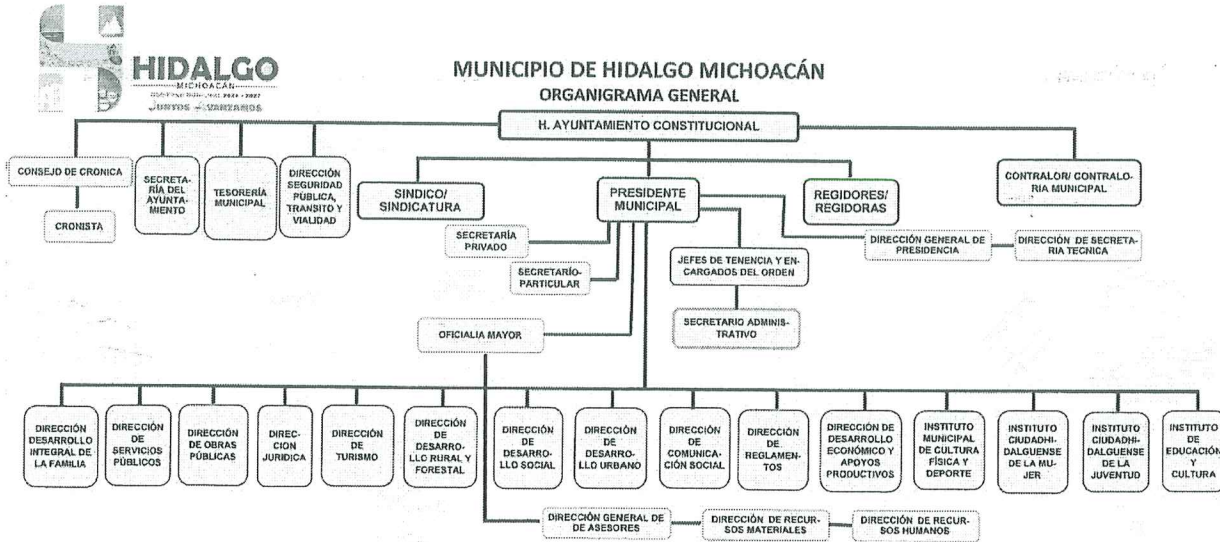 HIDALGO
MICHOACÁN
JUNTOS AVANZAMOS
MUNICIPIO DE HIDALGO MICHOACÁN
ORGANIGRAMA GENERAL
H. AYUNTAMIENTO CONSTITUCIONAL
CONSEJO DE CRONICA
CRONISTA
SECRETA-
RÍA DEL
AYUNTA-
MIENTO
TESORERÍA
MUNICIPAL
DIRECCIÓN
SEGURIDAD
PÚBLICA,
TRANSITO Y
VIALIDAD
SINDICO/
SINDICATURA
PRESIDENTE
MUNICIPAL
REGIDORES/
REGIDORAS
CONTRALOR/ CONTRALO-
RIA MUNICIPAL
SECRETARÍA
PRIVADO
SECRETARÍO-
PARTICULAR
JEFES DE TENENCIA Y EN-
CARGADOS DEL ORDEN
SECRETARIO ADMINIS-
TRATIVO
DIRECCIÓN GENERAL DE
PRESIDENCIA
DIRECCIÓN DE SECRETA-
RIA TECNICA
OFICIALIA MAYOR
DIRECCIÓN
DESARROLLO
INTEGRAL DE
LA FAMILIA
DIRECCIÓN
DE
SERVICIOS
PÚBLICOS
DIRECCIÓN
DE OBRAS
PÚBLICAS
DIREC-
CION
JURIDICA
DIRECCIÓN
DE
TURISMO
DIRECCIÓN
DE
DESARRO-
LLO RURAL Y
FORESTAL
DIRECCIÓN
DE
DESARRO-
LLO SOCIAL
DIRECCIÓN
DE
DESARRO-
LLO URBANO
DIRECCIÓN
DE
COMUNICA-
CIÓN SOCIAL
DIRECCIÓN
DE
REGLAMEN-
TOS
DIRECCIÓN DE
DESARROLLO
ECONÓMICO Y
APOYOS
PRODUCTIVOS
INSTITUTO
MUNICIPAL
DE CULTURA
FÍSICA Y
DEPORTE
INSTITUTO
CIUDADHI-
DALGUENSE
DE LA MU-
JER
INSTITUTO
CIUDADHI-
DALGUENSE
DE LA
JUVENTUD
INSTITUTO
DE
EDUCACIÓN
Y
CULTURA
DIRECCIÓN GENERAL DE
DE ASESORES
DIRECCIÓN DE RECUR-
SOS MATERIALES
DIRECCIÓN DE RECUR-
SOS HUMANOS